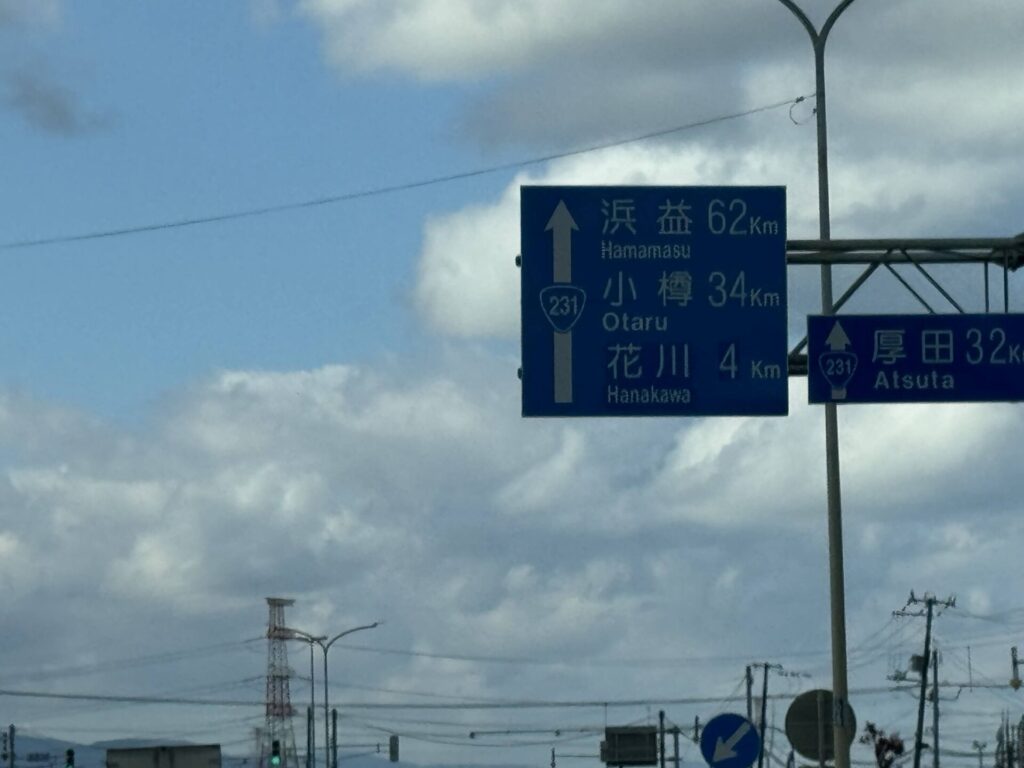 浜益 62Km
Hamamasu
小樽 34Km
Otaru
231
花川 4 Km
Hanakawa
厚田 32K
Atsuta
231